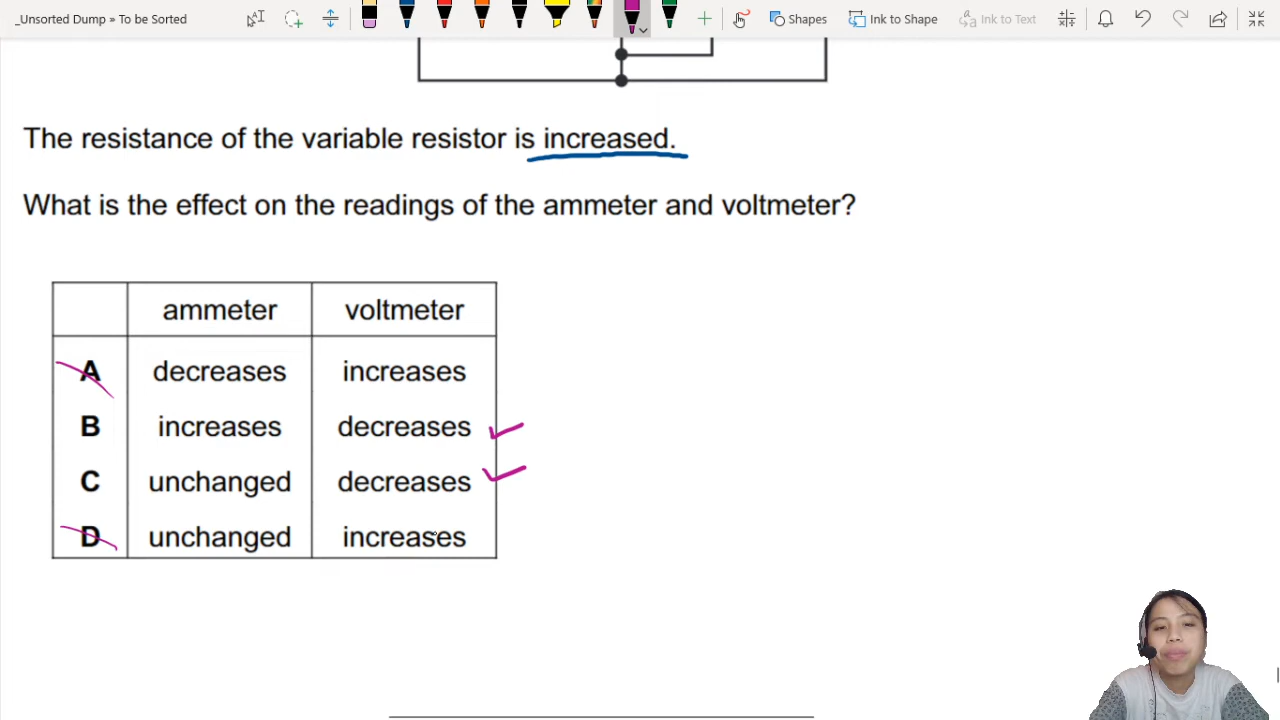 _Unsorted Dump » To be Sorted
Shapes
Ink to Shape
Ink to Text
The resistance of the variable resistor is increased.
What is the effect on the readings of the ammeter and voltmeter?
ammeter voltmeter
A decreases increases
B increases decreases
C unchanged decreases
D unchanged increases